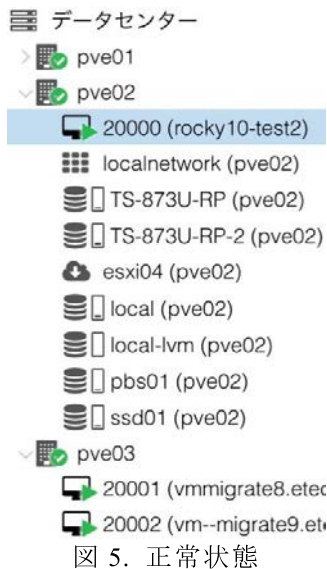 データセンター
pve01
pve02
20000 (rocky10-test2)
localnetwork (pve02)
TS-873U-RP (pve02)
TS-873U-RP-2 (pve02)
esxi04 (pve02)
local (pve02)
local-lvm (pve02)
pbs01 (pve02)
ssd01 (pve02)
pve03
20001 (vmmigrate8.etec
20002 (vm--migrate9.et
図 5. 正常状態